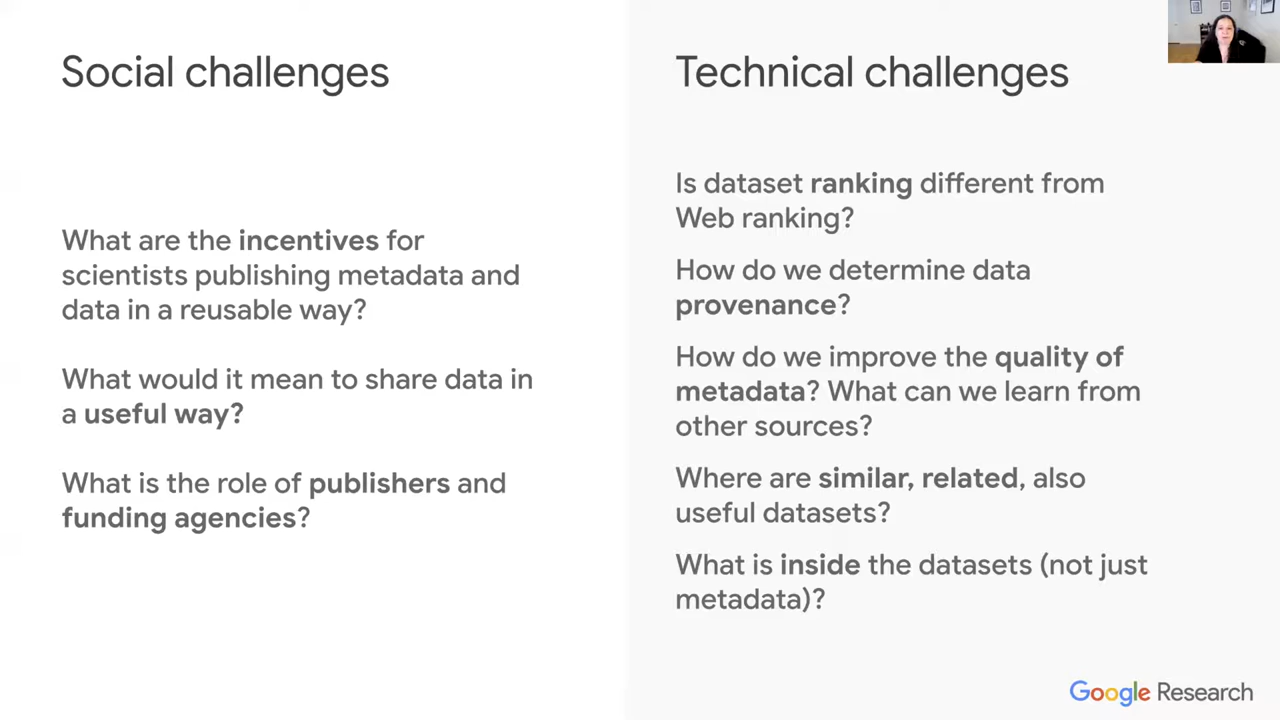 Social challenges
What are the incentives for
scientists publishing metadata and
data in a reusable way?
What would it mean to share data in
a useful way?
What is the role of publishers and
funding agencies?
Technical challenges
Is dataset ranking different from
Web ranking?
How do we determine data
provenance?
How do we improve the quality of
metadata? What can we learn from
other sources?
Where are similar, related, also
useful datasets?
What is inside the datasets (not just
metadata)?
Google Research